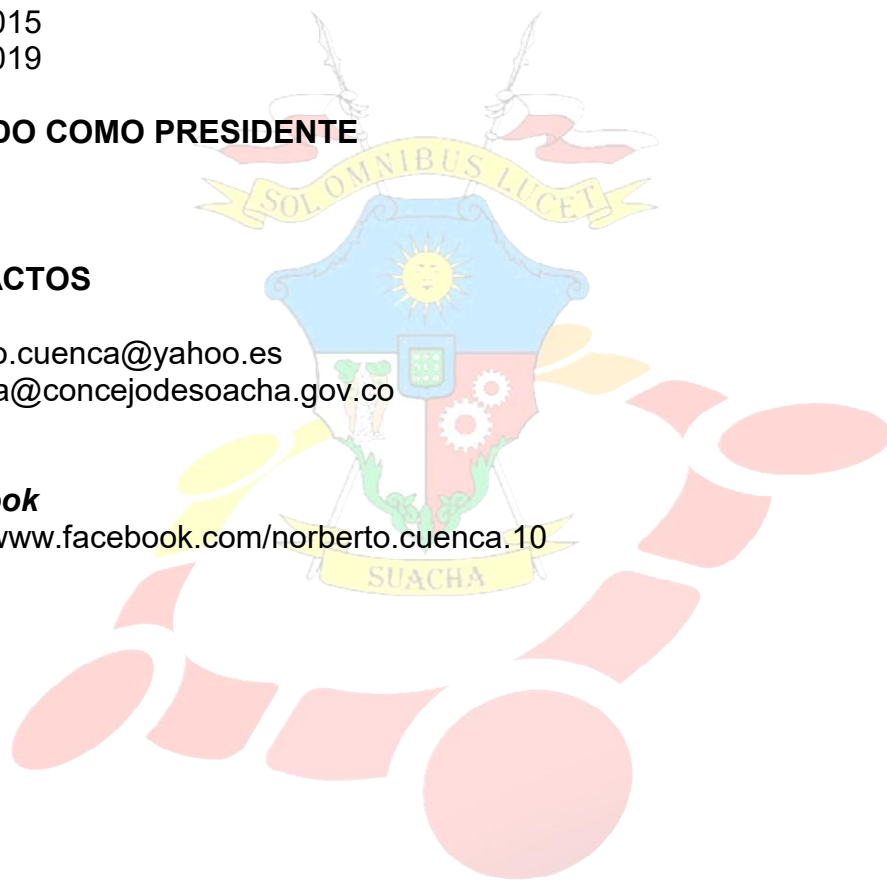 015
019
DO COMO PRESIDENTE
SOL OMNIBUS LUCET
ACTOS
o.cuenca@yahoo.es
a@concejodesoacha.gov.co
ook
www.facebook.com/norberto.cuenca.10
SUACHA